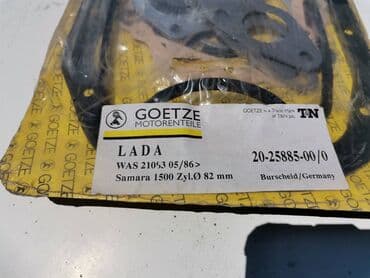 GOETZE
MOTORENTEILE
GOETZE is a Trade mark
of T&N plc.
T&N
LADA
WAS 21093 05/86>
Samara 1500 Zyl.Ø 82 mm
20-25885-00/0
Burscheid/Germany